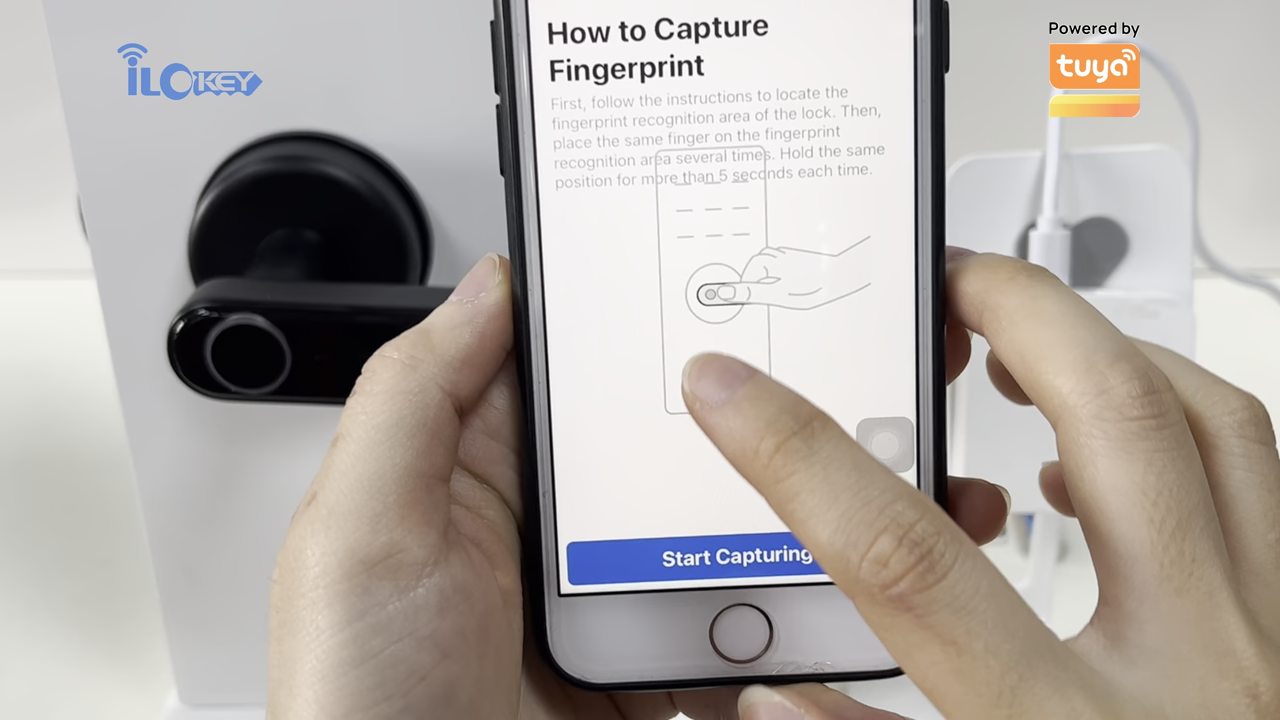 iLOKEY
How to Capture
Fingerprint
First, follow the instructions to locate the
fingerprint recognition area of the lock. Then,
place the same finger on the fingerprint
recognition area several times. Hold the same
position for more than 5 seconds each time.
Start Capturing
Powered by
tuya